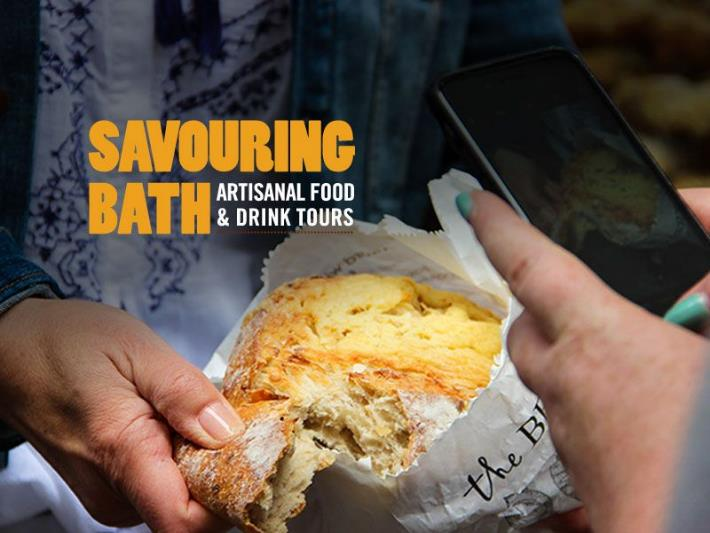 SAVOURING
BATH
ARTISANAL FOOD
& DRINK TOURS
the